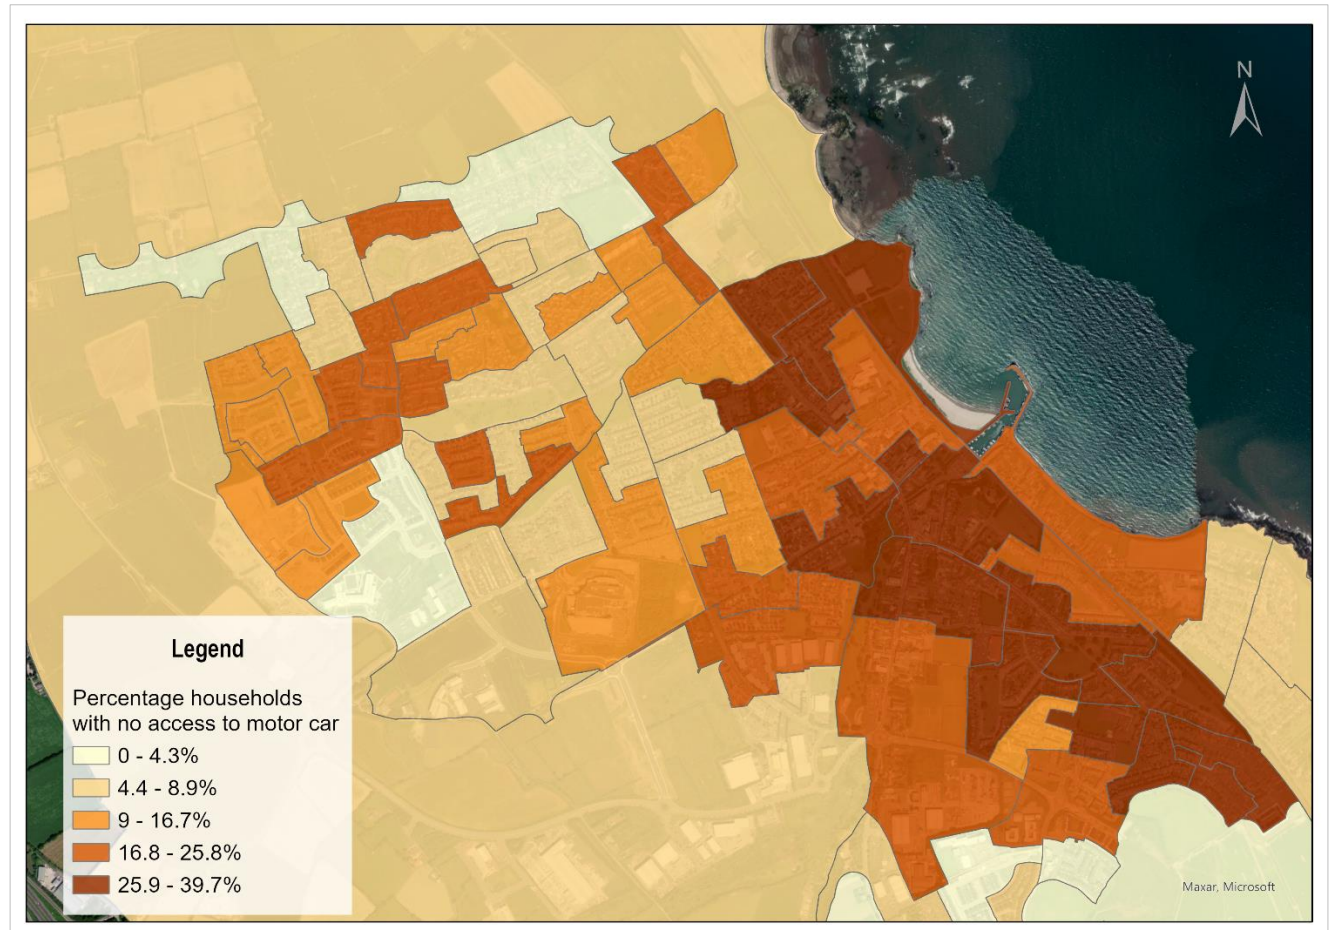 N
Legend
Percentage households
with no access to motor car
0 - 4.3%
4.4 - 8.9%
9 - 16.7%
16.8 - 25.8%
25.9 - 39.7%
Maxar, Microsoft